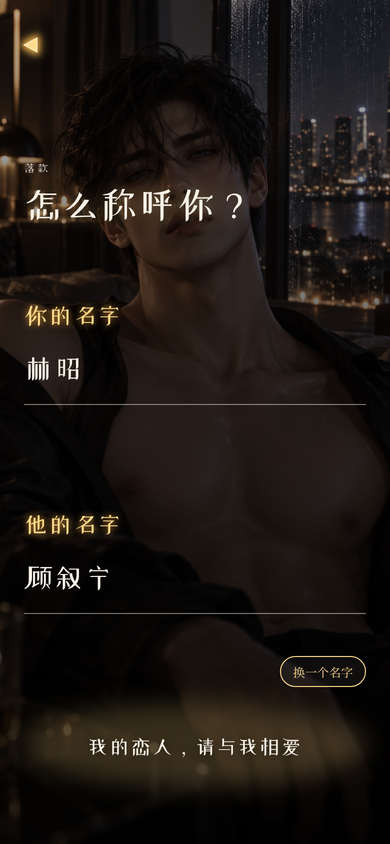 落款
怎么称呼你？
你的名字
林昭
他的名字
顾叙宁
换一个名字
我的恋人，请与我相爱